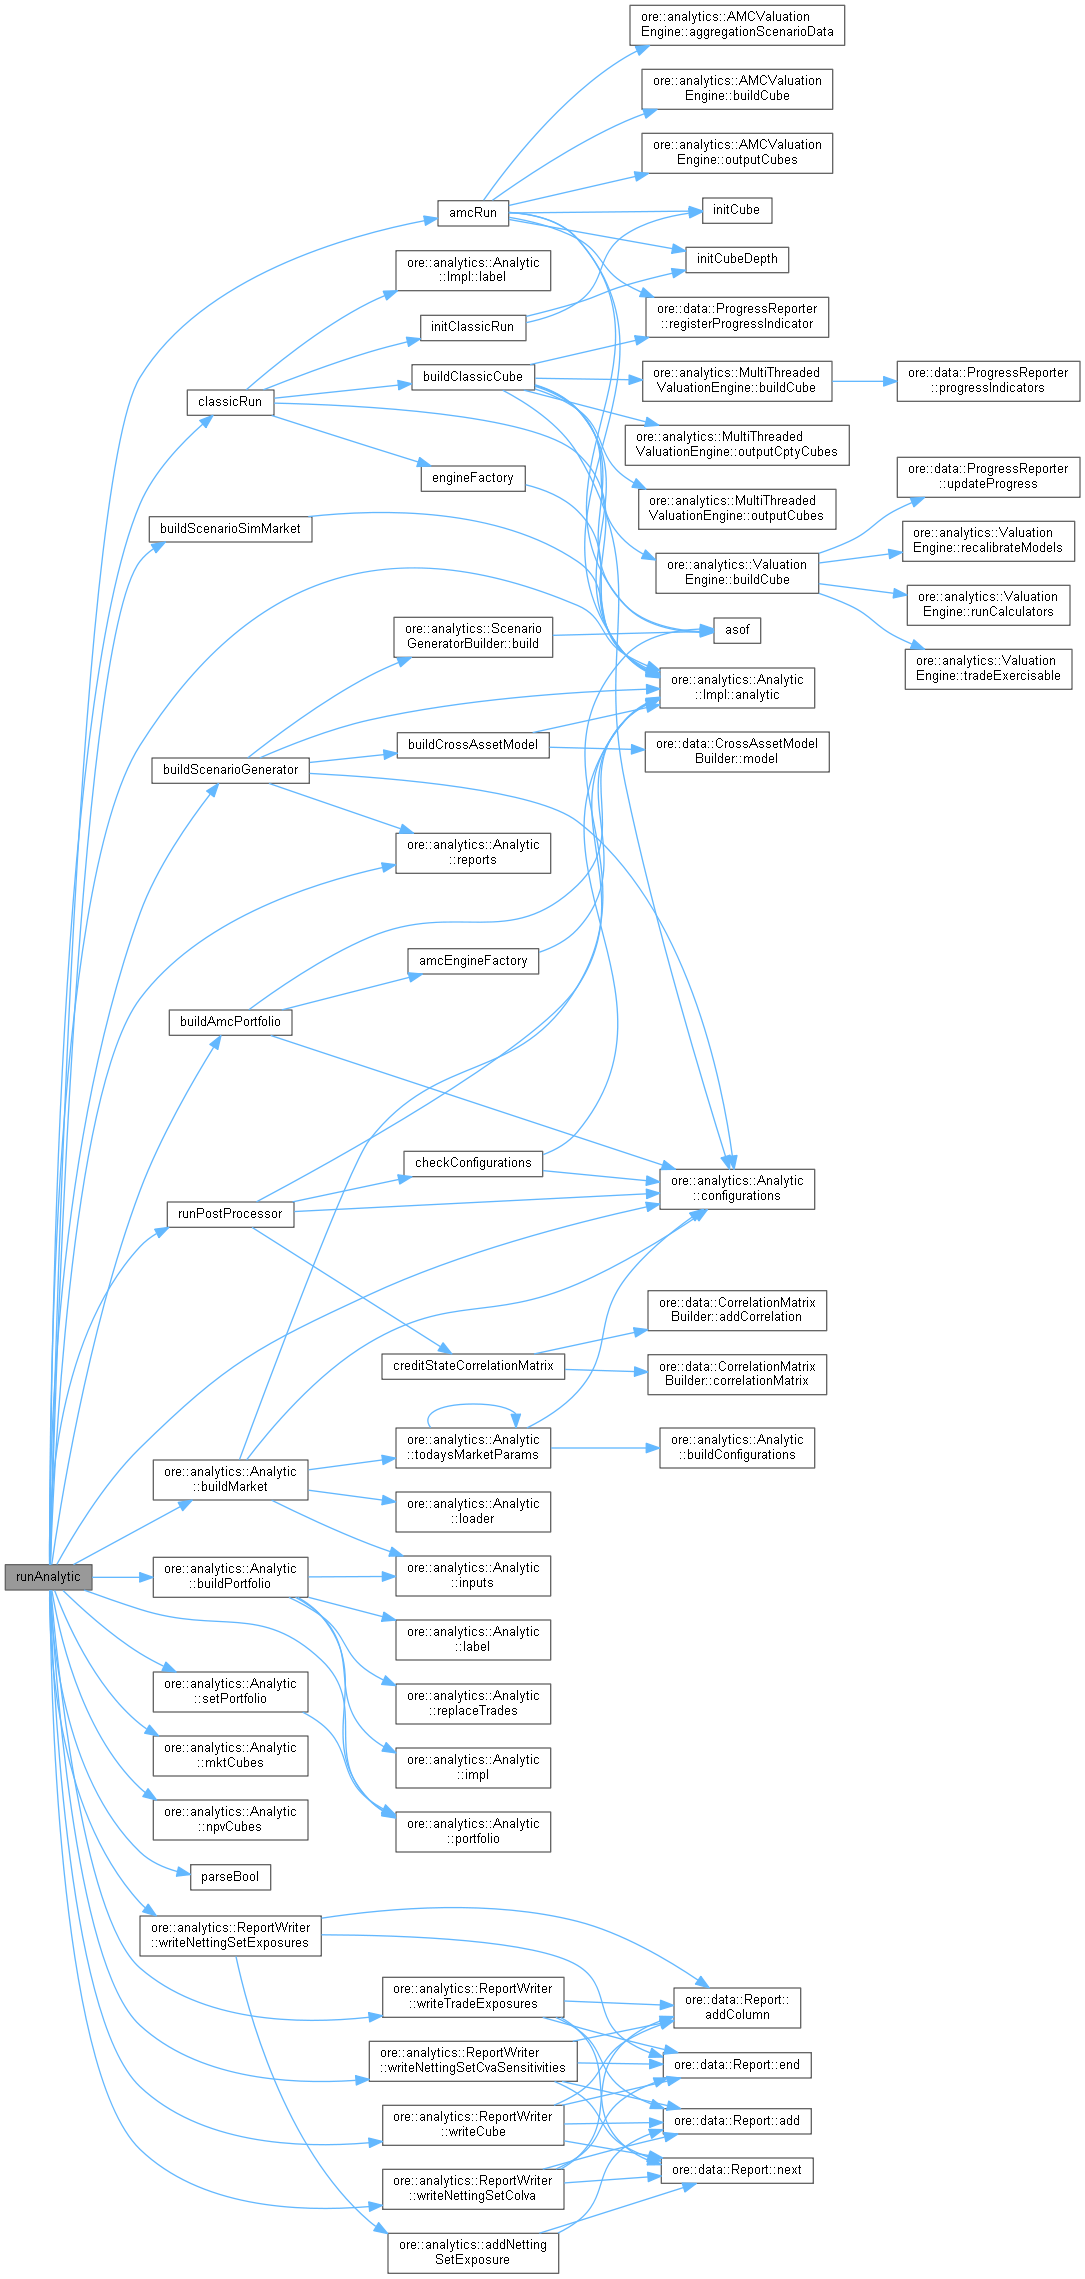 ore::analytics::AMCValuation
Engine::aggregationScenarioData
ore::analytics::AMCValuation
Engine::buildCube
ore::analytics::AMCValuation
Engine::outputCubes
amcRun
initCube
ore::analytics::Analytic
::Impl::label
initCubeDepth
initClassicRun
ore::data::ProgressReporter
::registerProgressIndicator
classicRun
buildClassicCube
ore::analytics::MultiThreaded
ValuationEngine::buildCube
ore::data::ProgressReporter
::progressIndicators
ore::analytics::MultiThreaded
ValuationEngine::outputCptyCubes
engineFactory
ore::data::ProgressReporter
::updateProgress
ore::analytics::MultiThreaded
ValuationEngine::outputCubes
buildScenarioSimMarket
ore::analytics::Valuation
Engine::recalibrateModels
ore::analytics::Valuation
Engine::buildCube
ore::analytics::Valuation
Engine::runCalculators
ore::analytics::Scenario
GeneratorBuilder::build
asof
ore::analytics::Valuation
Engine::tradeExercisable
ore::analytics::Analytic
::Impl::analytic
buildCrossAssetModel
ore::data::CrossAssetModel
Builder::model
buildScenarioGenerator
ore::analytics::Analytic
::reports
amcEngineFactory
buildAmcPortfolio
checkConfigurations
ore::analytics::Analytic
::configurations
runPostProcessor
ore::data::CorrelationMatrix
Builder::addCorrelation
creditStateCorrelationMatrix
ore::data::CorrelationMatrix
Builder::correlationMatrix
ore::analytics::Analytic
::todaysMarketParams
ore::analytics::Analytic
::buildConfigurations
ore::analytics::Analytic
::buildMarket
ore::analytics::Analytic
::loader
runAnalytic
ore::analytics::Analytic
::buildPortfolio
ore::analytics::Analytic
::inputs
ore::analytics::Analytic
::label
ore::analytics::Analytic
::setPortfolio
ore::analytics::Analytic
::replaceTrades
ore::analytics::Analytic
::mktCubes
ore::analytics::Analytic
::impl
ore::analytics::Analytic
::npvCubes
ore::analytics::Analytic
::portfolio
parseBool
ore::analytics::ReportWriter
::writeNettingSetExposures
ore::analytics::ReportWriter
::writeTradeExposures
ore::data::Report::
addColumn
ore::analytics::ReportWriter
::writeNettingSetCvaSensitivities
ore::data::Report::end
ore::analytics::ReportWriter
::writeCube
ore::data::Report::add
ore::analytics::ReportWriter
::writeNettingSetColva
ore::data::Report::next
ore::analytics::addNetting
SetExposure